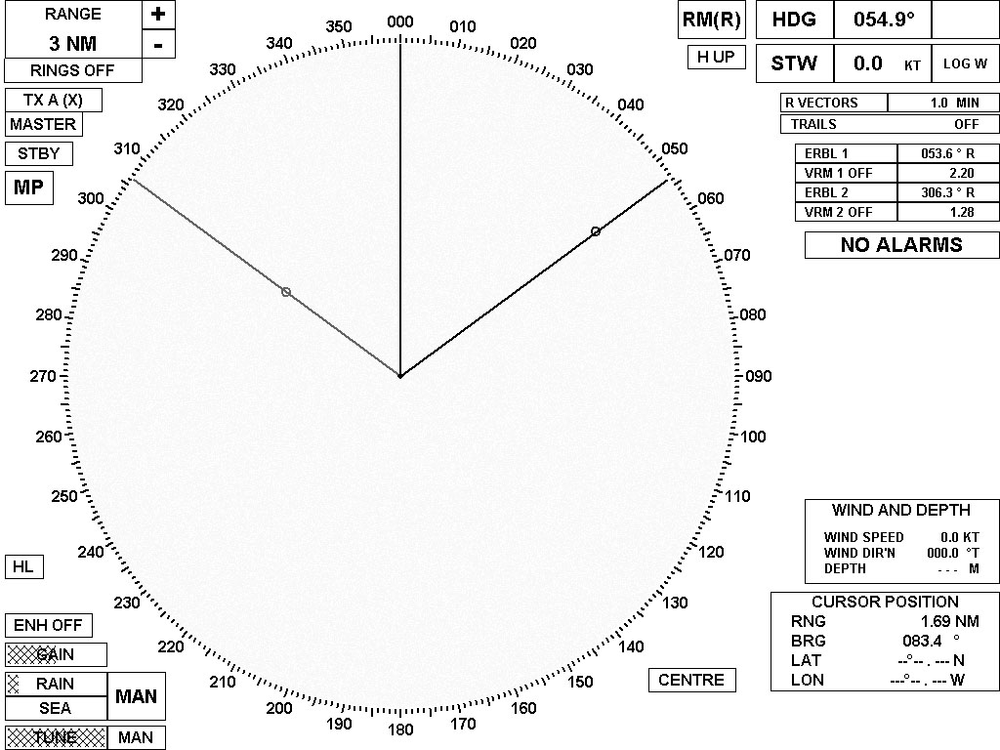 RANGE
+
3 NM
-
RINGS OFF
TX A (X)
MASTER
STBY
MP
RM(R)
H UP
HDG 054.9°
STW 0.0 KT LOG W
R VECTORS 1.0 MIN
TRAILS OFF
ERBL 1 053.6 ° R
VRM 1 OFF 2.20
ERBL 2 306.3 ° R
VRM 2 OFF 1.28
NO ALARMS
000
010
020
030
040
050
060
070
080
090
100
110
120
130
140
150
160
170
180
190
200
210
220
230
240
250
260
270
280
290
300
310
320
330
340
350
HL
ENH OFF
GAIN
RAIN
SEA
MAN
TUNE
MAN
CENTRE
WIND AND DEPTH
WIND SPEED 0.0 KT
WIND DIR'N 000.0 °T
DEPTH - - - M
CURSOR POSITION
RNG 1.69 NM
BRG 083.4 °
LAT --°-- . --- N
LON ---°-- . --- W